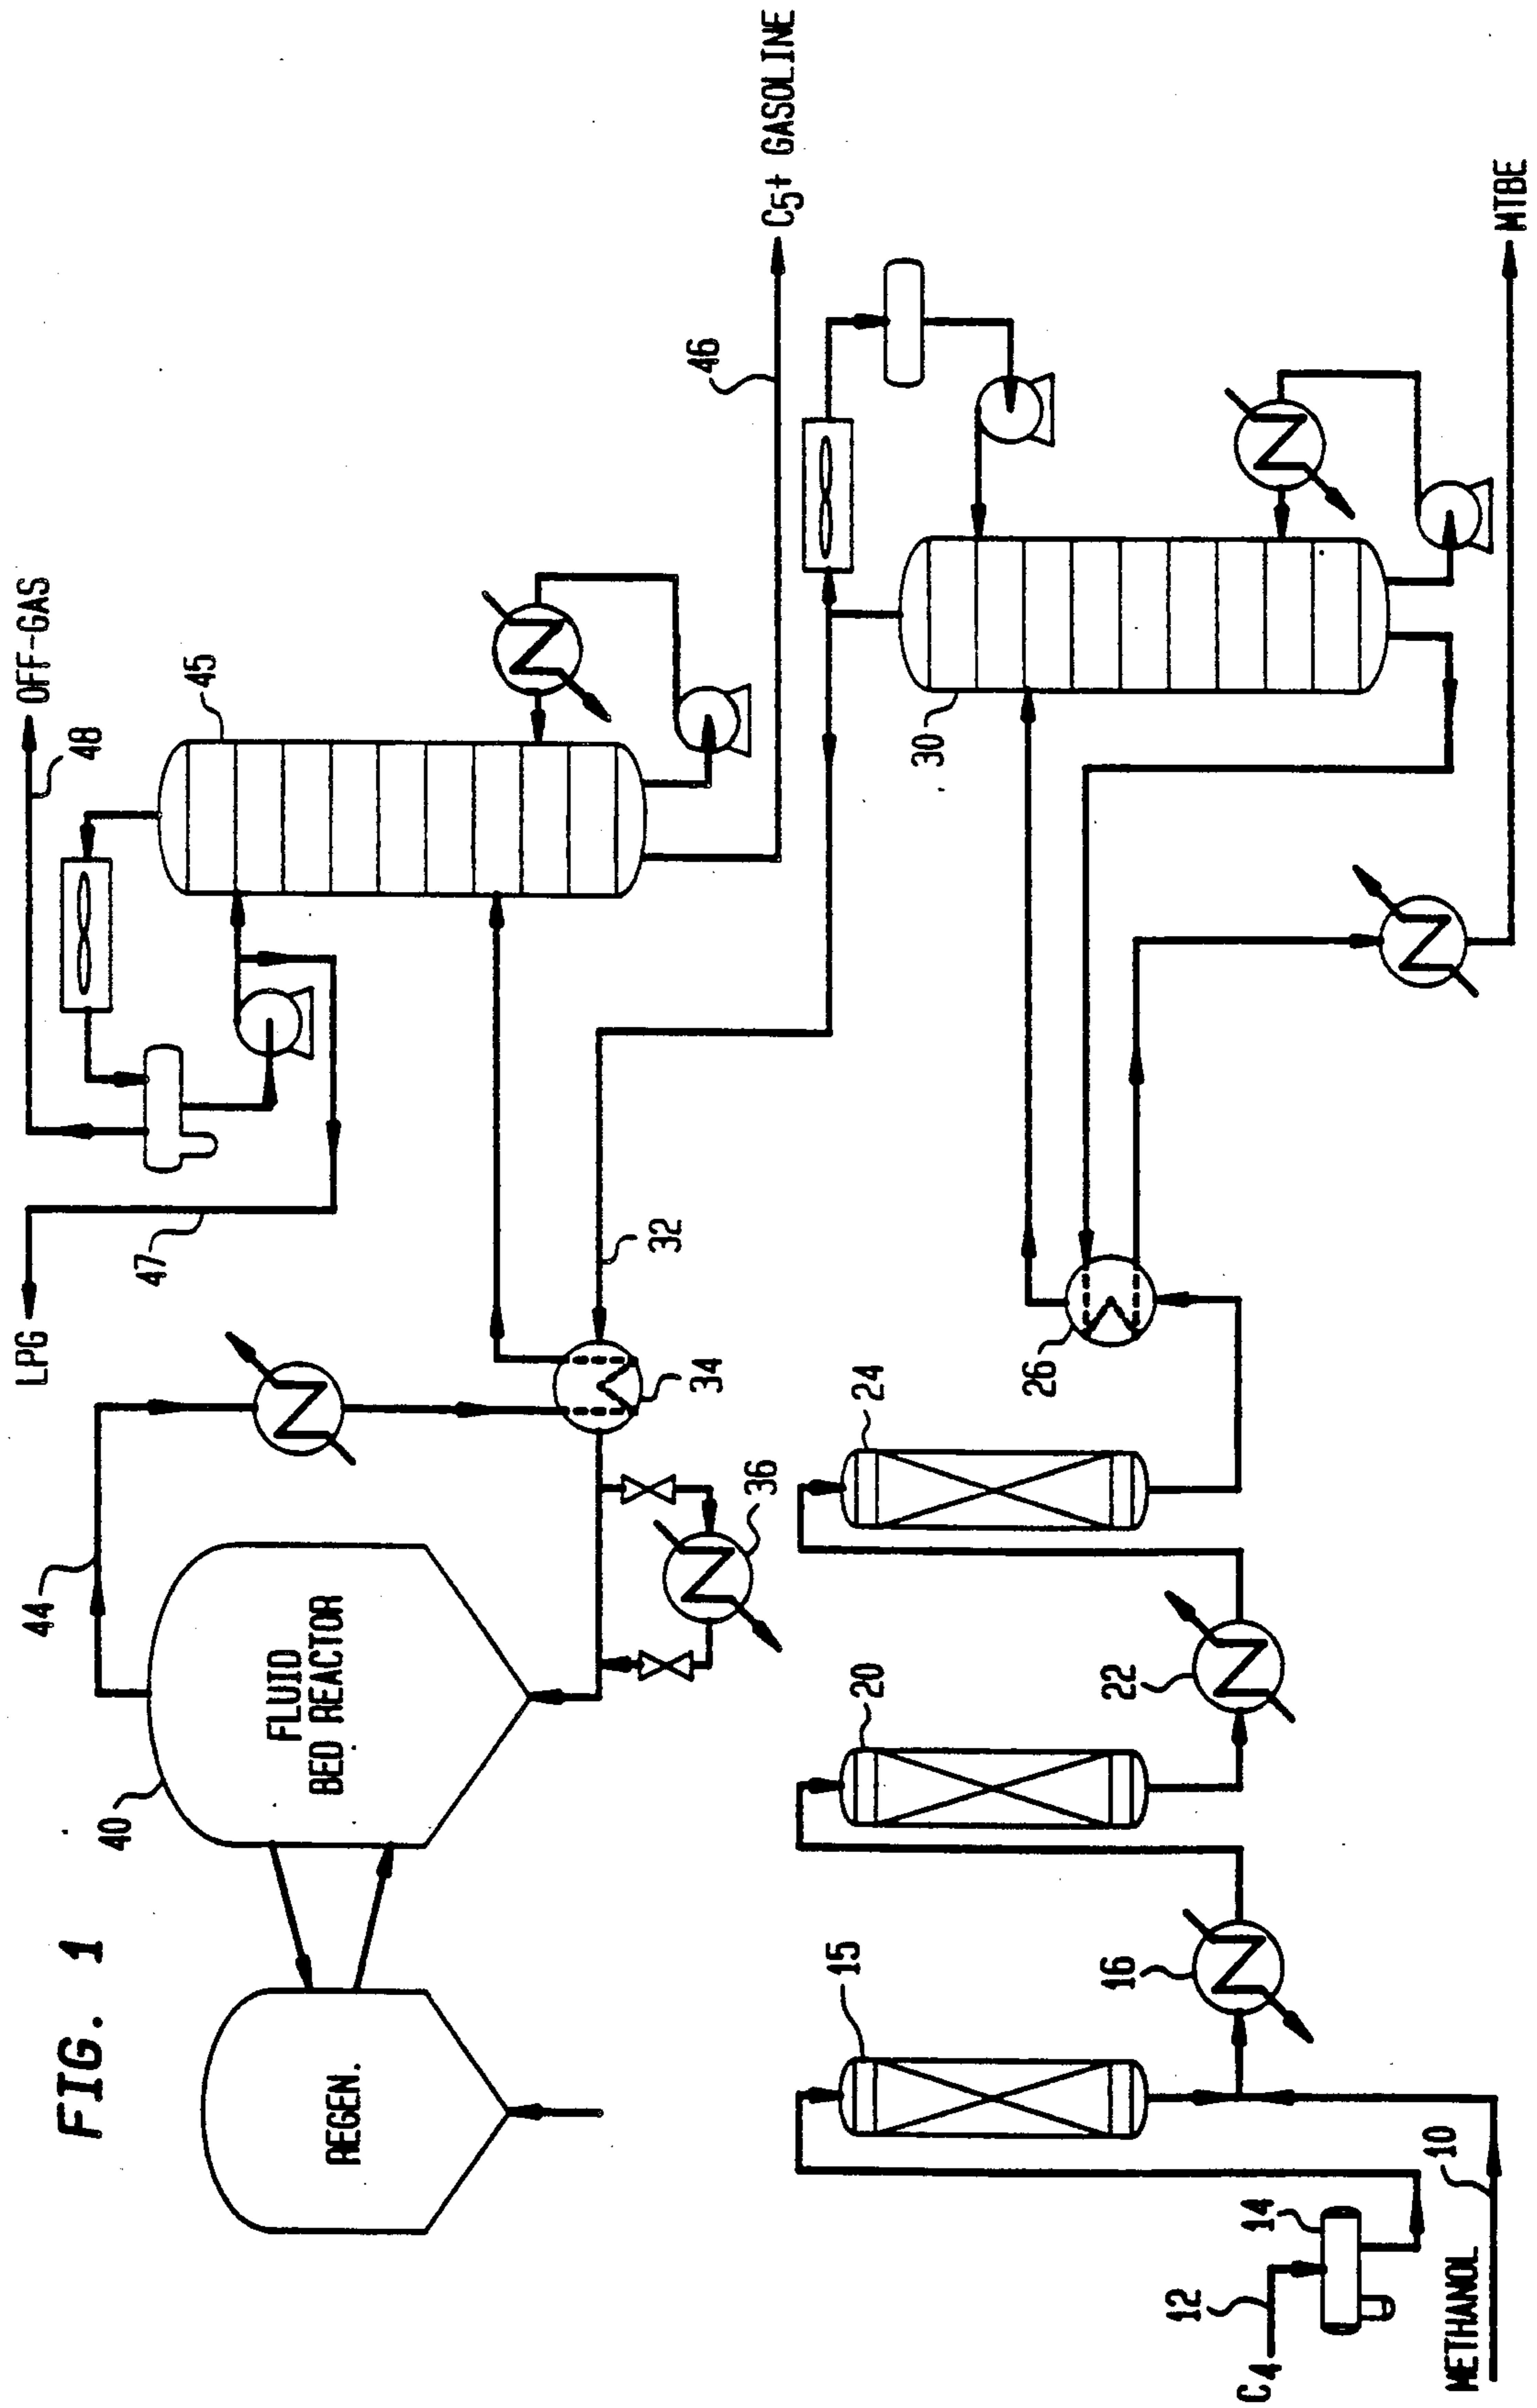 FIG. 1
REGEN.
40
FLUID
BED REACTOR
44
LPG
47
48
OFF-GAS
45
34
36
32
46
C5+ GASOLINE
C4
12
14
METHANOL
10
15
16
20
22
24
26
30
MTBE